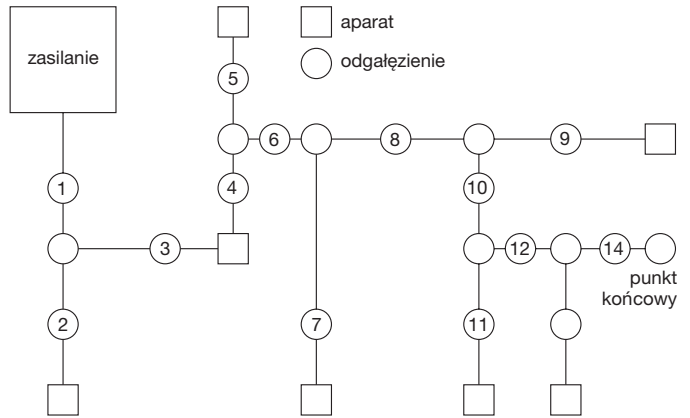 aparat
zasilanie
odgałęzienie
5
6
8
9
1
4
10
3
12
14
punkt
końcowy
2
7
11